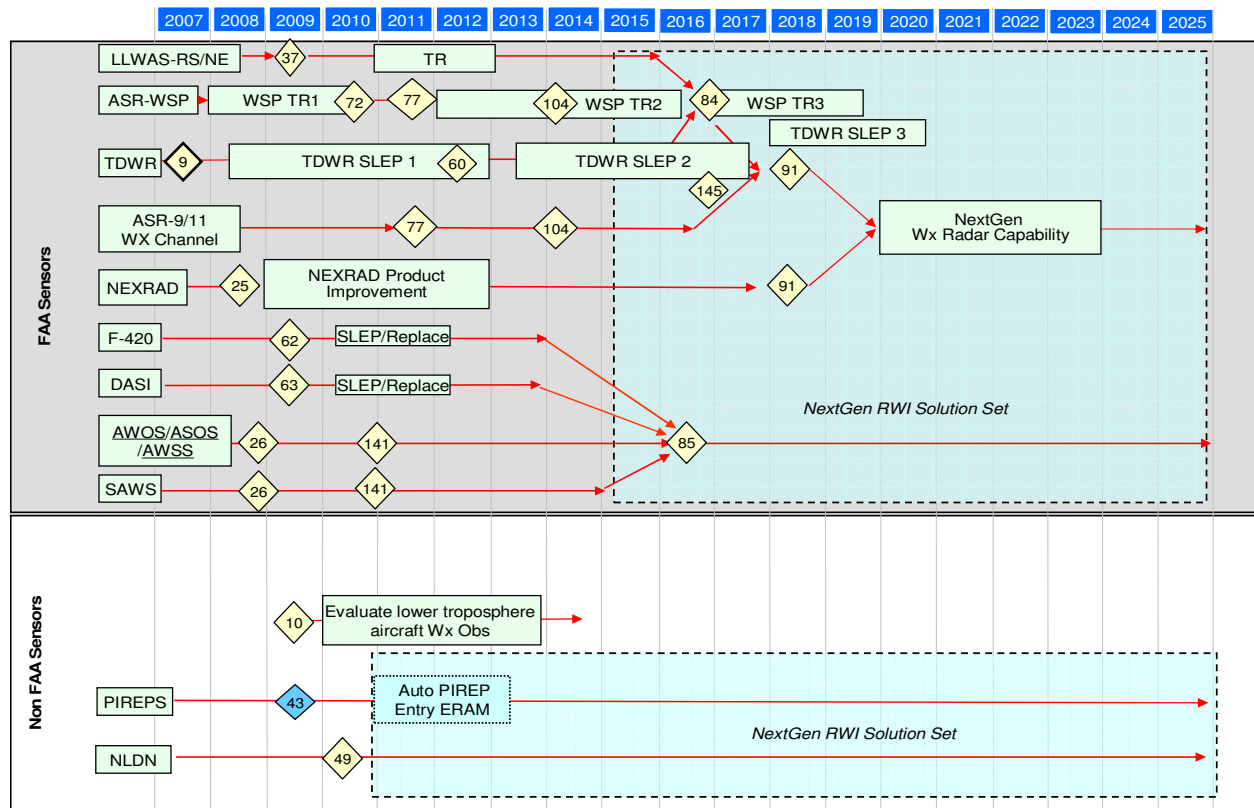 2007 2008 2009 2010 2011 2012 2013 2014 2015 2016 2017 2018 2019 2020 2021 2022 2023 2024 2025
FAA Sensors
LLWAS-RS/NE 37 TR
ASR-WSP WSP TR1 72 77 104 WSP TR2 84 WSP TR3
TDWR SLEP 3
TDWR 9 TDWR SLEP 1 60 TDWR SLEP 2 91
145
ASR-9/11
WX Channel
77 104
NextGen
Wx Radar Capability
NEXRAD 25
NEXRAD Product
Improvement
91
F-420 62 SLEP/Replace
DASI 63 SLEP/Replace
NextGen RWI Solution Set
AWOS/ASOS
/AWSS
26 141 85
SAWS 26 141
Non FAA Sensors
10
Evaluate lower troposphere
aircraft Wx Obs
PIREPS 43
Auto PIREP
Entry ERAM
NextGen RWI Solution Set
NLDN 49